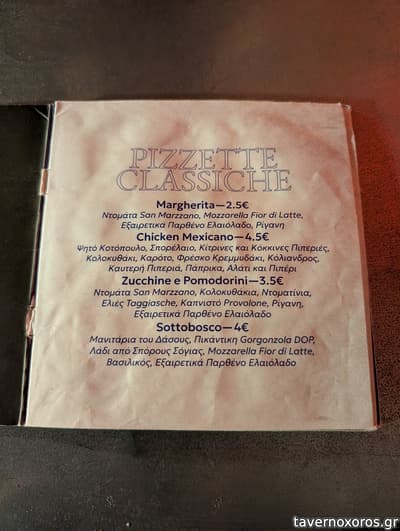 PIZZETTE
CLASSICHE
Margherita—2.5€
Ντομάτα San Marzzano, Mozzarella Fior di Latte,
Εξαιρετικά Παρθένο Ελαιόλαδο, Ρίγανη
Chicken Mexicano—4.5€
Ψητό Κοτόπουλο, Σπορέλαιο, Κίτρινες και Κόκκινες Πιπεριές,
Κολοκυθάκι, Καρότο, Φρέσκο Κρεμμυδάκι, Κόλιανδρος,
Καυτερή Πιπεριά, Πάπρικα, Αλάτι και Πιπέρι
Zucchine e Pomodorini—3.5€
Ντομάτα San Marzano, Κολοκυθάκια, Ντοματίνια,
Ελιές Taggiasche, Καπνιστό Provolone, Ρίγανη,
Εξαιρετικά Παρθένο Ελαιόλαδο
Sottobosco—4€
Μανιτάρια του Δάσους, Πικάντικη Gorgonzola DOP,
Λάδι από Σπόρους Σόγιας, Mozzarella Fior di Latte,
Βασιλικός, Εξαιρετικά Παρθένο Ελαιόλαδο
tavernoxoros.gr